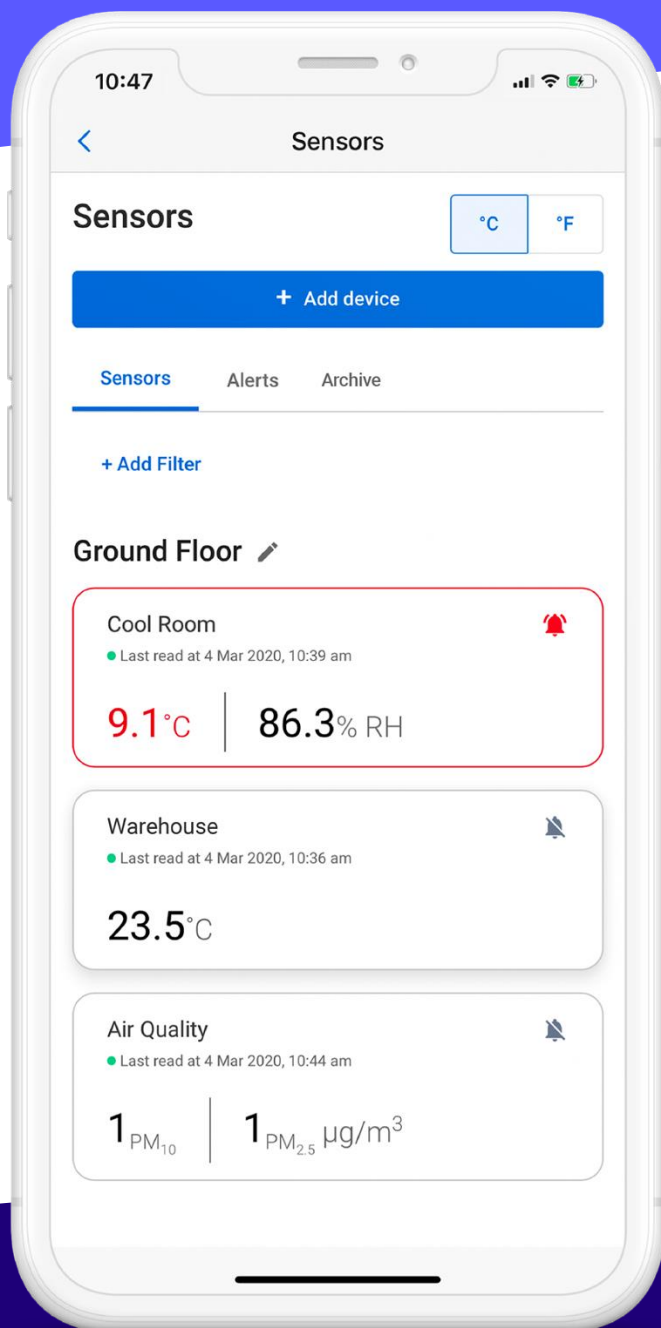 10:47
Sensors
Sensors
°C °F
+ Add device
Sensors Alerts Archive
+ Add Filter
Ground Floor
Cool Room
Last read at 4 Mar 2020, 10:39 am
9.1°C 86.3% RH
Warehouse
Last read at 4 Mar 2020, 10:36 am
23.5°C
Air Quality
Last read at 4 Mar 2020, 10:44 am
1 PM₁₀ 1 PM₂.₅ µg/m³